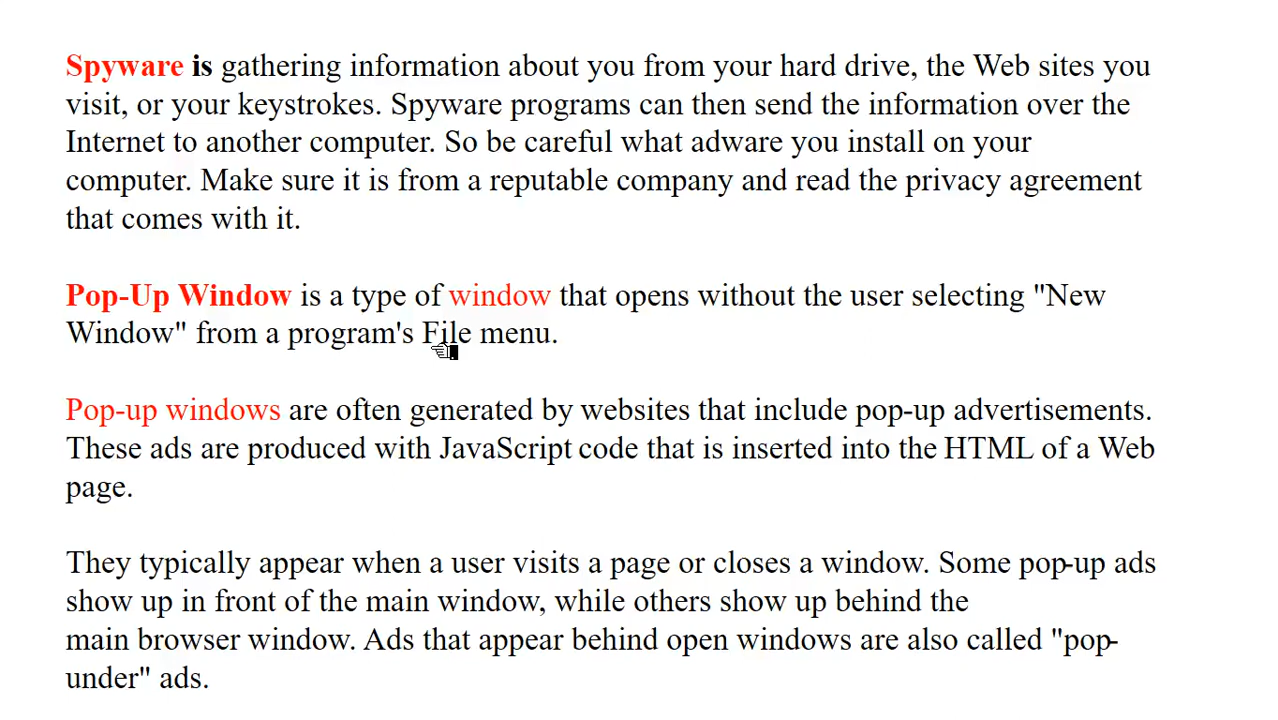 Spyware is gathering information about you from your hard drive, the Web sites you
visit, or your keystrokes. Spyware programs can then send the information over the
Internet to another computer. So be careful what adware you install on your
computer. Make sure it is from a reputable company and read the privacy agreement
that comes with it.
Pop-Up Window is a type of window that opens without the user selecting "New
Window" from a program's File menu.
Pop-up windows are often generated by websites that include pop-up advertisements.
These ads are produced with JavaScript code that is inserted into the HTML of a Web
page.
They typically appear when a user visits a page or closes a window. Some pop-up ads
show up in front of the main window, while others show up behind the
main browser window. Ads that appear behind open windows are also called "pop-
under" ads.